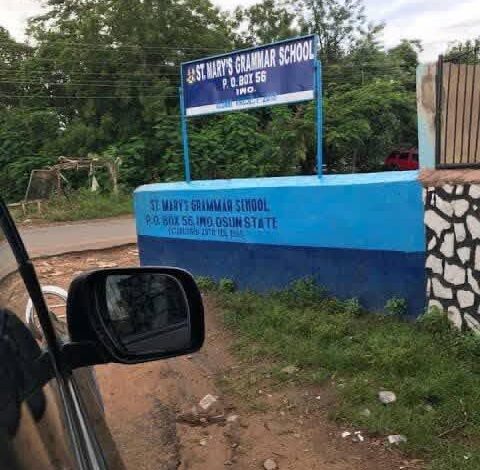 ST. MARY'S GRAMMAR SCHOOL
P. O. BOX 56
IWO.
ST. MARY'S GRAMMAR SCHOOL.
P. O. BOX 56, IWO, OSUN STATE
ESTABLISHED